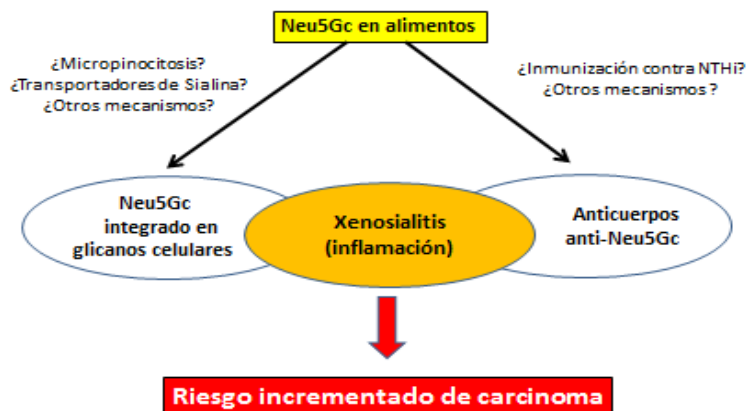 Neu5Gc en alimentos
¿Micropinocitosis?
¿Transportadores de Sialina?
¿Otros mecanismos?
¿Inmunización contra NTHi?
¿Otros mecanismos ?
Neu5Gc
integrado en
glicanos celulares
Xenosialitis
(inflamación)
Anticuerpos
anti-Neu5Gc
Riesgo incrementado de carcinoma